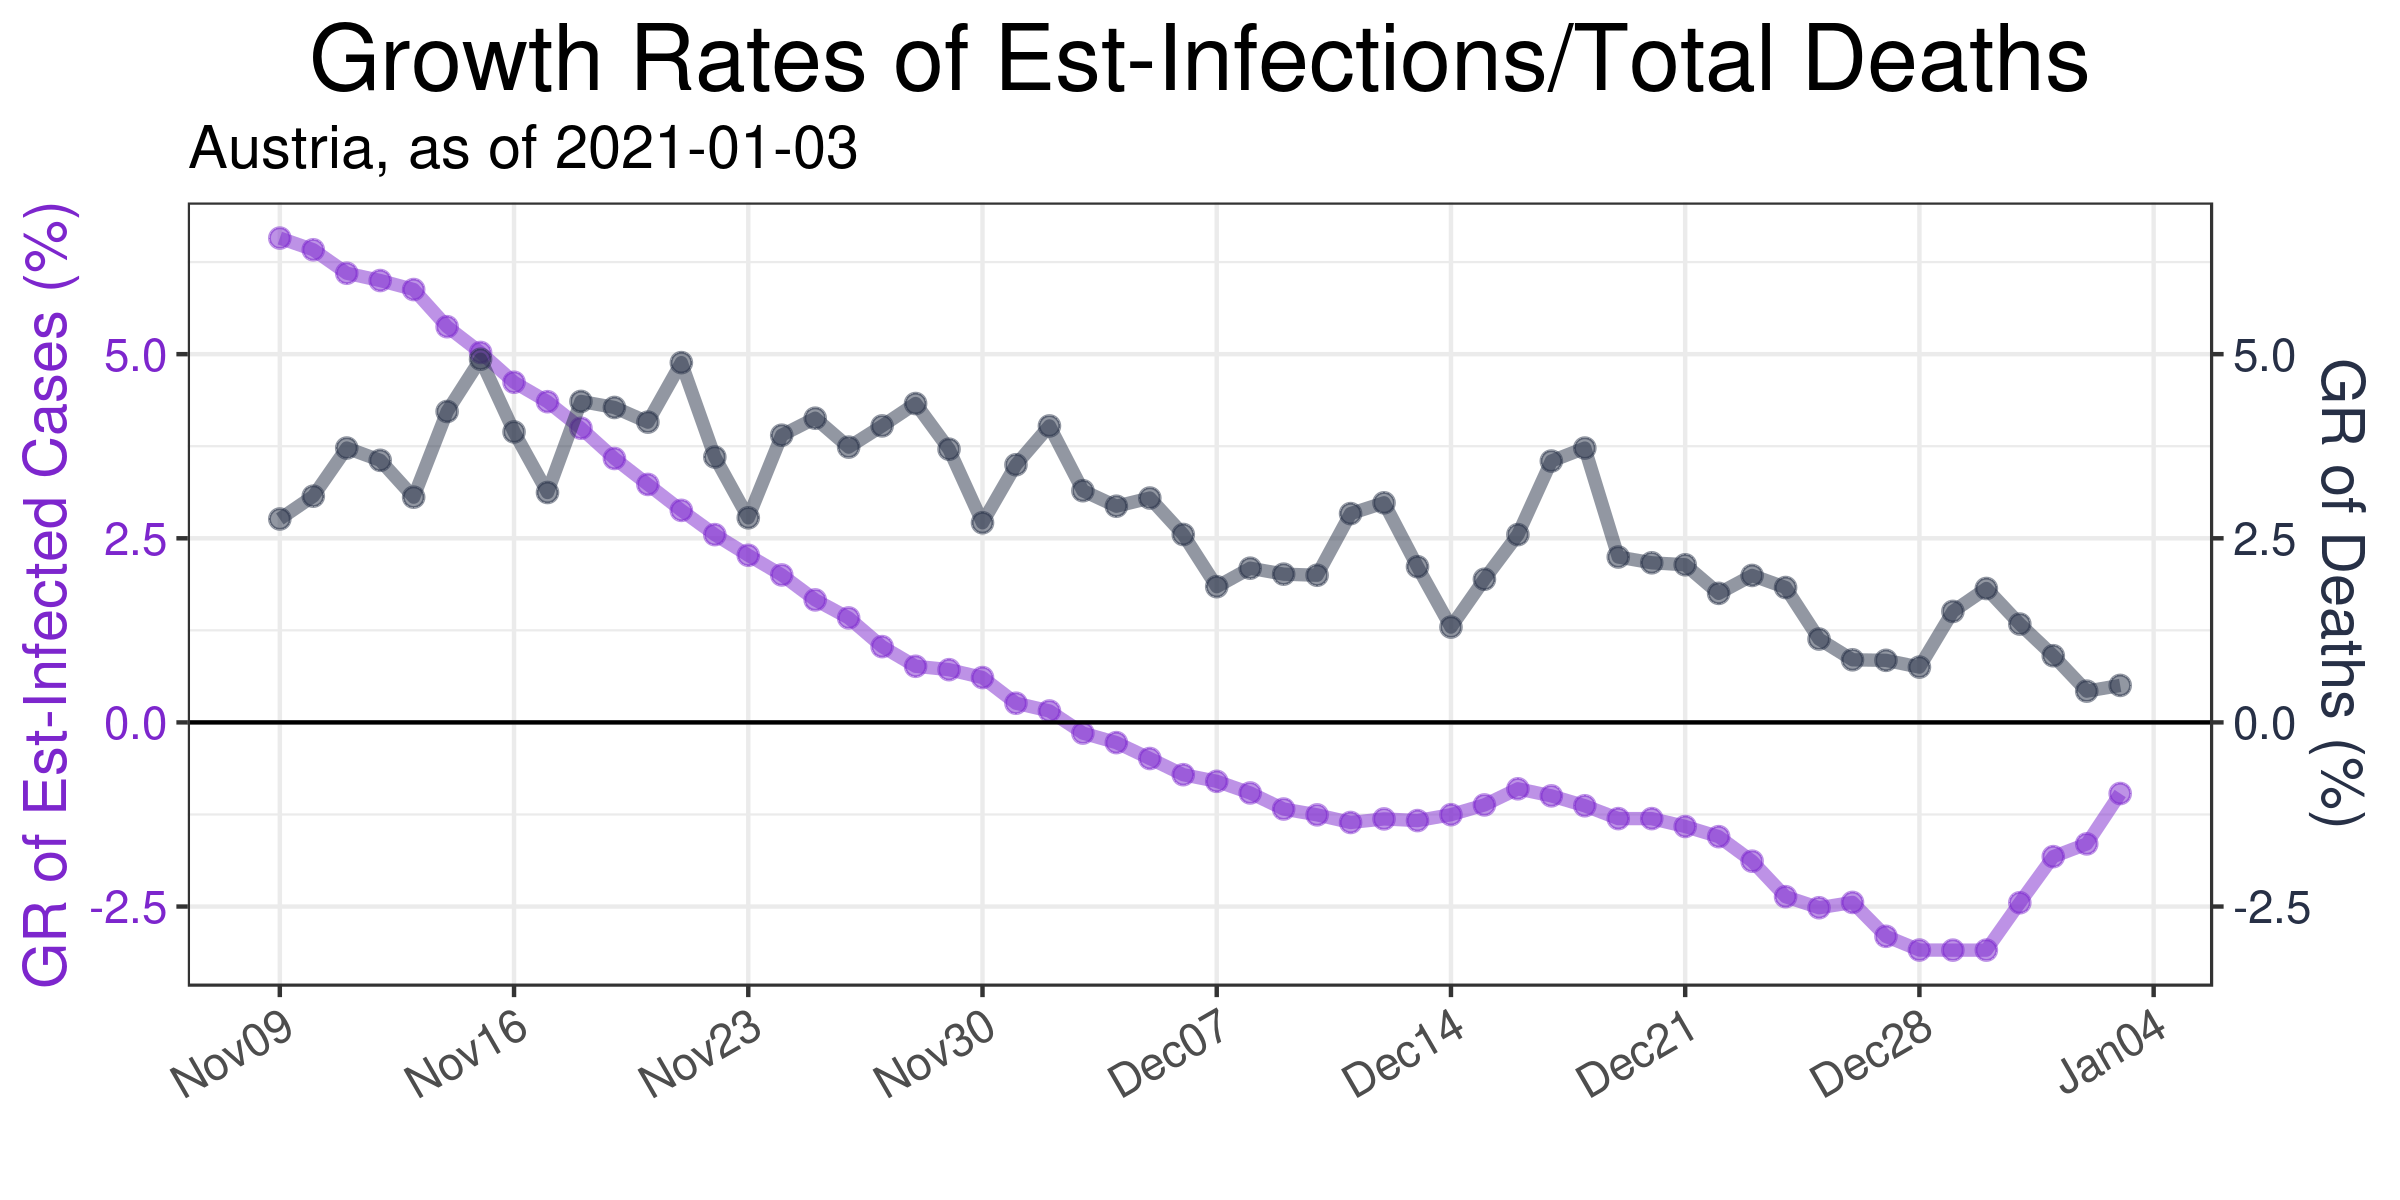 Growth Rates of Est-Infections/Total Deaths
Austria, as of 2021-01-03
GR of Est-Infected Cases (%)
5.0
2.5
0.0
-2.5
5.0
2.5
0.0
-2.5
GR of Deaths (%)
Nov09
Nov16
Nov23
Nov30
Dec07
Dec14
Dec21
Dec28
Jan04